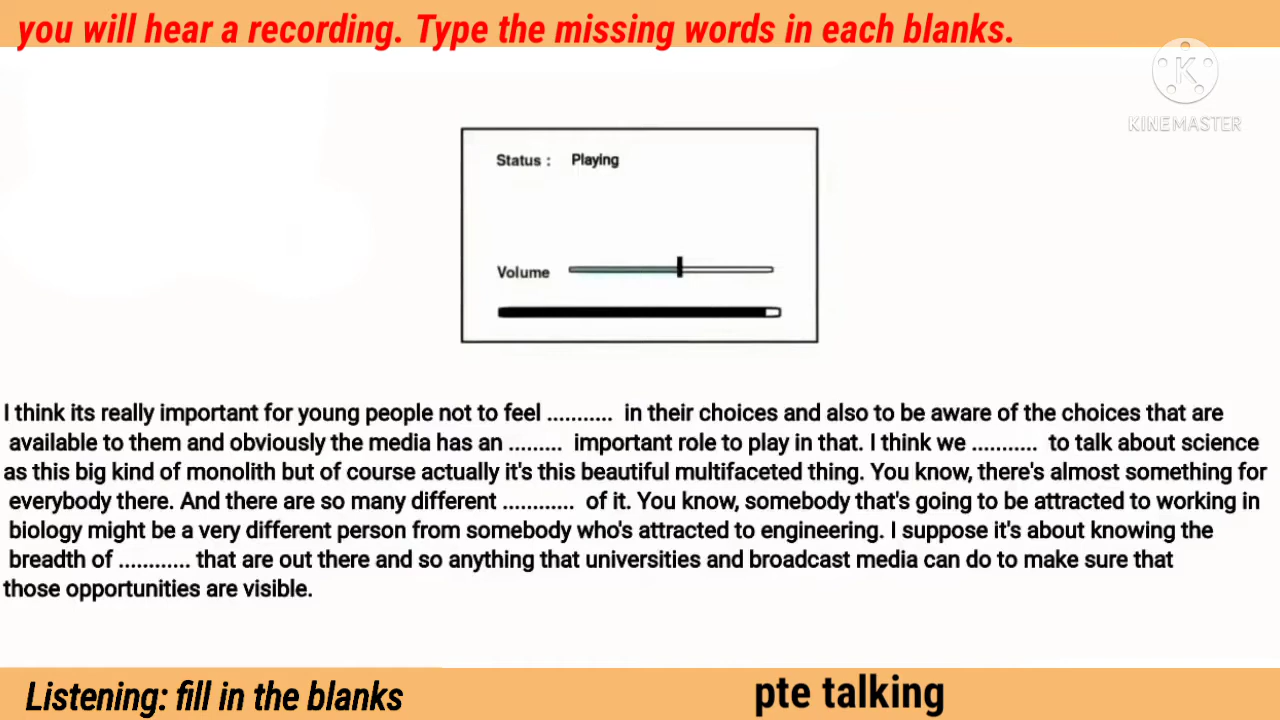 you will hear a recording. Type the missing words in each blanks.
KINEMASTER
Status : Playing
Volume
I think its really important for young people not to feel ........... in their choices and also to be aware of the choices that are
available to them and obviously the media has an ......... important role to play in that. I think we ........... to talk about science
as this big kind of monolith but of course actually it's this beautiful multifaceted thing. You know, there's almost something for
everybody there. And there are so many different ............ of it. You know, somebody that's going to be attracted to working in
biology might be a very different person from somebody who's attracted to engineering. I suppose it's about knowing the
breadth of ............ that are out there and so anything that universities and broadcast media can do to make sure that
those opportunities are visible.
Listening: fill in the blanks
pte talking